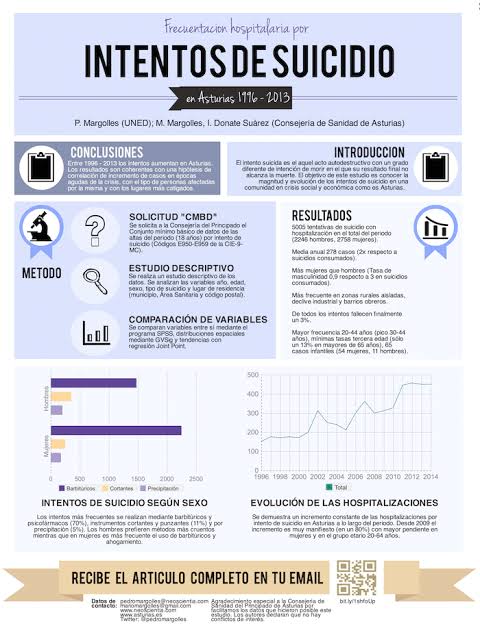 Frecuentacion hospitalaria por
INTENTOS DE SUICIDIO
en Asturias 1996 - 2013
P. Margolles (UNED); M. Margolles, I. Donate Suárez (Consejería de Sanidad de Asturias)
CONCLUSIONES
Entre 1996 - 2013 los intentos aumentan en Asturias.
Los resultados son coherentes con una hipótesis de
correlación de incremento de casos en épocas
agudas de la crisis, con el tipo de personas afectadas
por la misma y con los lugares más catigados.
INTRODUCCION
El intento suicida es el aquel acto autodestructivo con un grado
diferente de intención de morir en el que su resultado final no
alcanza la muerte. El objetivo de este estudio es conocer la
magnitud y evolución de los intentos de suicidio en una
comunidad en crisis social y económica como es Asturias.
METODO
SOLICITUD "CMBD"
Se solicita a la Consejería del Principado el
Conjunto mínimo básico de datos de las
altas del período (18 años) por intento de
suicidio (Códigos E950-E959 de la CIE-9-
MC).
ESTUDIO DESCRIPTIVO
Se realiza un estudio descriptivo de los
datos. Se analizan las variables año, edad,
sexo, tipo de suicidio y lugar de residencia
(municipio, Area Sanitaria y código postal).
COMPARACIÓN DE VARIABLES
Se comparan variables entre sí mediante el
programa SPSS, distribuciones espaciales
mediante GVSig y tendencias con
regresión Joint Point.
RESULTADOS
5005 tentativas de suicidio con
hospitalización en el total del periodo
(2246 hombres, 2758 mujeres).
Media anual 278 casos (2x respecto a
suicidios consumados).
Más mujeres que hombres (Tasa de
masculinidad 0,9 respecto a 3 en suicidios
consumados).
Más frecuente en zonas rurales aisladas,
declive industrial y barrios obreros.
De todos los intentos fallecen finalmente
un 3%.
Mayor frecuencia 20-44 años (pico 30-44
años), mínimas tasas tercera edad (sólo
un 13% en mayores de 65 años), 65
casos infantiles (54 mujeres, 11 hombres).
Hombres
Mujeres
0 500 1000 1500 2000 2500
Barbitúricos Cortantes Precipitación
500
400
300
200
100
0
1996 1998 2000 2002 2004 2006 2008 2010 2012 2014
Total
INTENTOS DE SUICIDIO SEGÚN SEXO
Los intentos más frecuentes se realizan mediante barbitúricos y
psicofármacos (70%), instrumentos cortantes y punzantes (11%) y por
precipitación (5%). Los hombres prefieren métodos más cruentos
mientras que en mujeres es más frecuente el uso de barbitúricos y
ahogamiento.
EVOLUCIÓN DE LAS HOSPITALIZACIONES
Se demuestra un incremento constante de las hospitalizaciones por
intento de suicidio en Asturias a lo largo del periodo. Desde 2009 el
incremento es muy manifiesto (en un 80%) con mayor pendiente en
mujeres y en el grupo etario 20-64 años.
RECIBE EL ARTICULO COMPLETO EN TU EMAIL
Datos de contacto:
pedromargolles@neoscientia.com
manomargolles@gmail.com
www.neoscientia.com
www.asturias.es
Twitter: @pedromargolles
Agradecimiento especial a la Consejería de
Sanidad del Principado de Asturias por
facilitarnos los datos que hicieron posible este
estudio. Los autores declaran que no hay
conflictos de interés.
bit.ly/1shfoUp